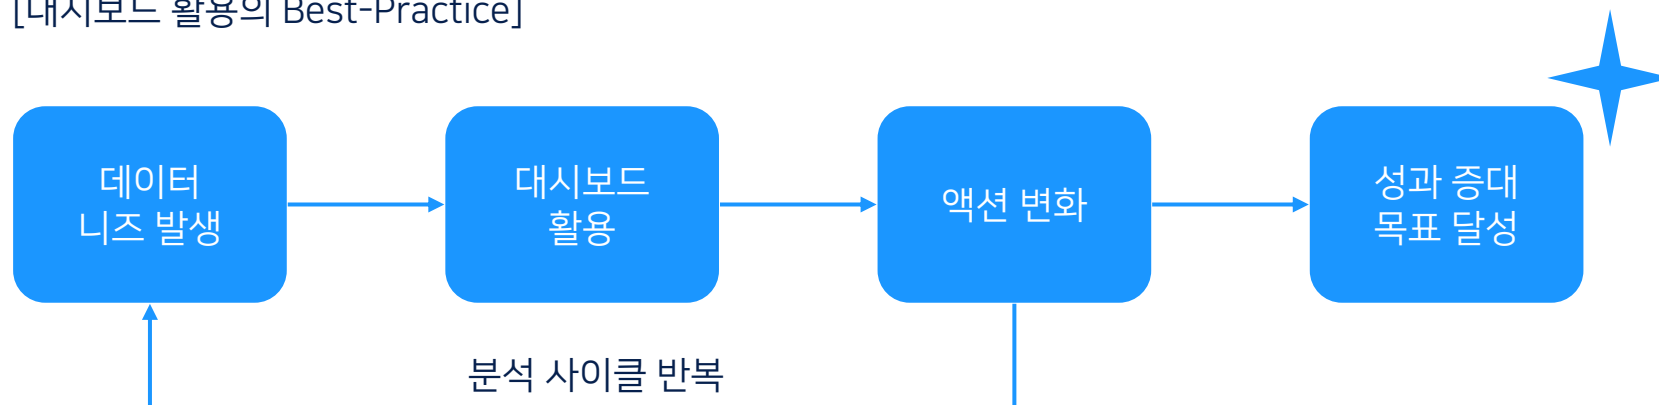 [대시보드 활용의 Best-Practice]
데이터
니즈 발생
대시보드
활용
액션 변화
성과 증대
목표 달성
분석 사이클 반복